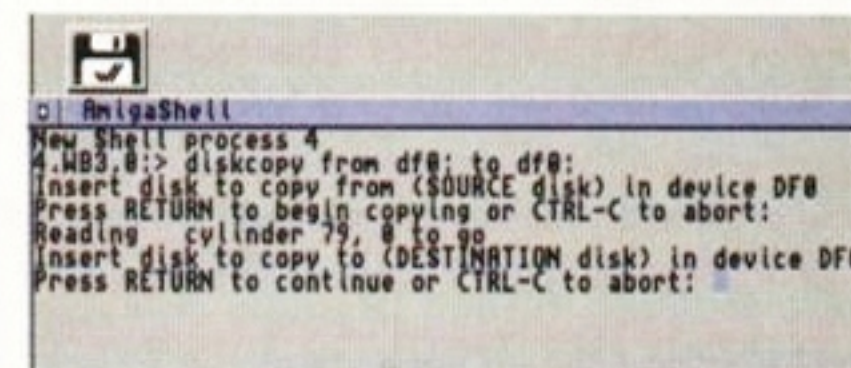 AmigaShell
New Shell process 4
4.WB3.0:> diskcopy from df0: to df0:
Insert disk to copy from (SOURCE disk) in device DF0
Press RETURN to begin copying or CTRL-C to abort:
Reading cylinder 79, 0 to go
Insert disk to copy to (DESTINATION disk) in device DF0
Press RETURN to continue or CTRL-C to abort: